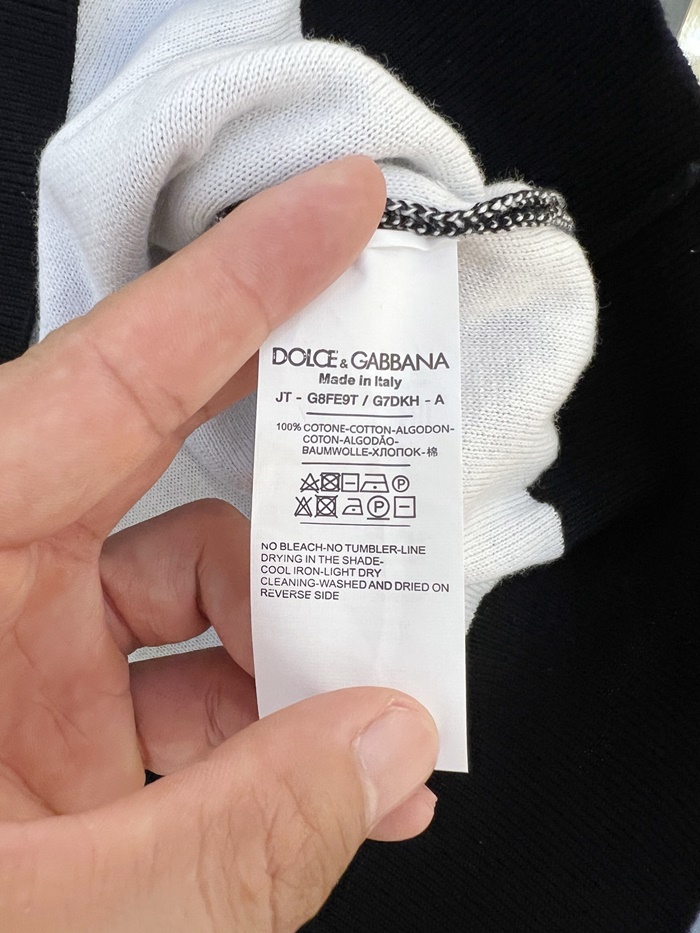 DOLCE & GABBANA
Made in Italy
JT - G8FE9T / G7DKH - A
100% COTONE-COTTON-ALGODON-
COTON-ALGODÃO-
BAUMWOLLE-ХЛОПОК-棉
P
P
NO BLEACH-NO TUMBLER-LINE
DRYING IN THE SHADE-
COOL IRON-LIGHT DRY
CLEANING-WASHED AND DRIED ON
REVERSE SIDE